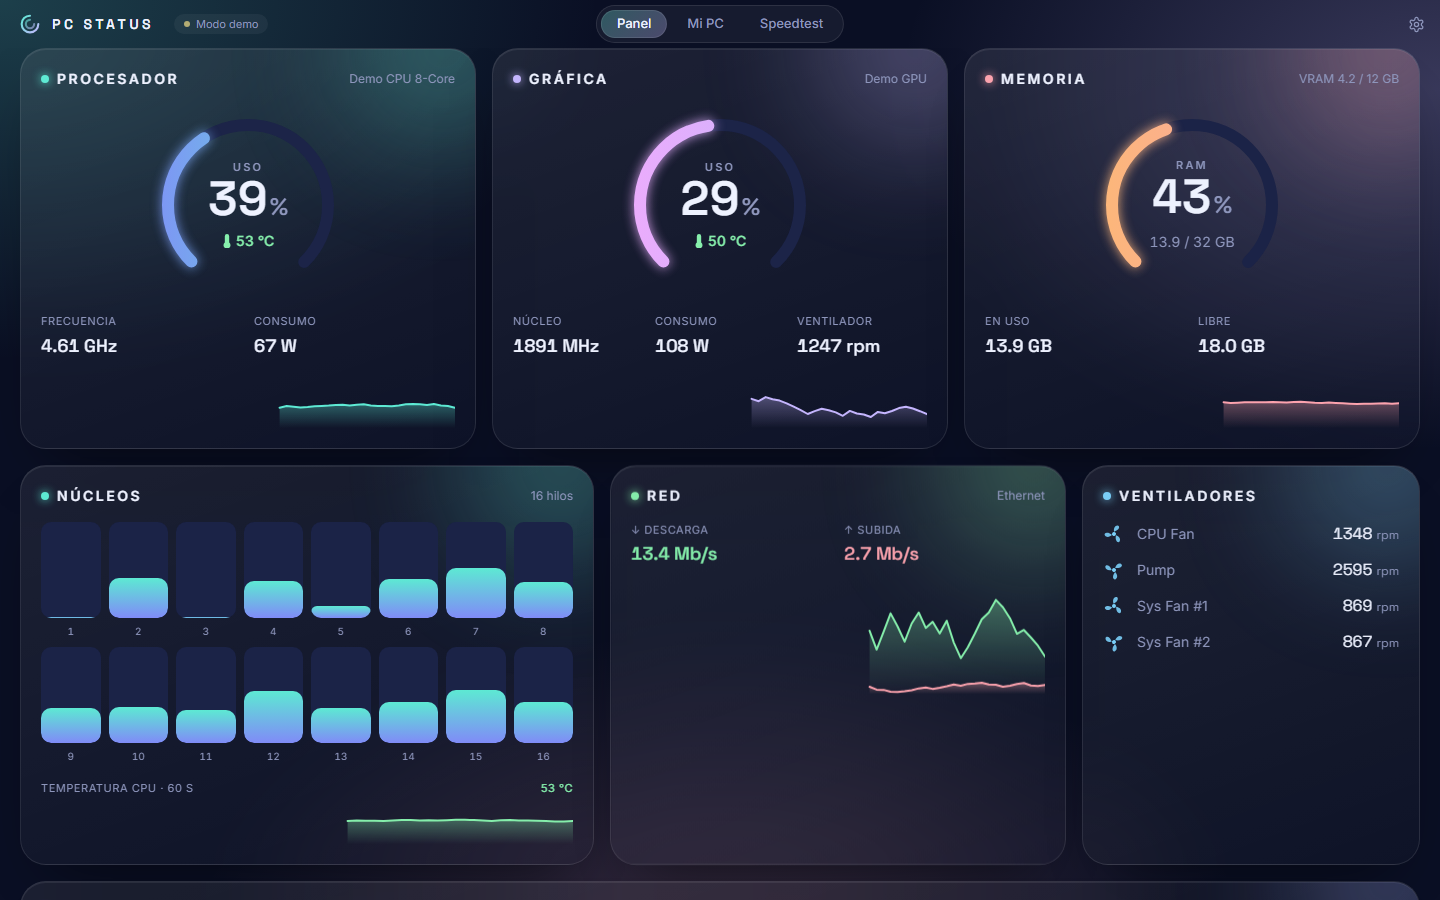 PC STATUS
Modo demo
Panel
Mi PC
Speedtest
PROCESADOR
Demo CPU 8-Core
USO
39%
53 °C
FRECUENCIA
CONSUMO
4.61 GHz
67 W
GRÁFICA
Demo GPU
USO
29%
50 °C
NÚCLEO
CONSUMO
VENTILADOR
1891 MHz
108 W
1247 rpm
MEMORIA
VRAM 4.2 / 12 GB
RAM
43%
13.9 / 32 GB
EN USO
LIBRE
13.9 GB
18.0 GB
NÚCLEOS
16 hilos
1 2 3 4 5 6 7 8
9 10 11 12 13 14 15 16
TEMPERATURA CPU · 60 S
53 °C
RED
Ethernet
↓ DESCARGA
↑ SUBIDA
13.4 Mb/s
2.7 Mb/s
VENTILADORES
CPU Fan 1348 rpm
Pump 2595 rpm
Sys Fan #1 869 rpm
Sys Fan #2 867 rpm